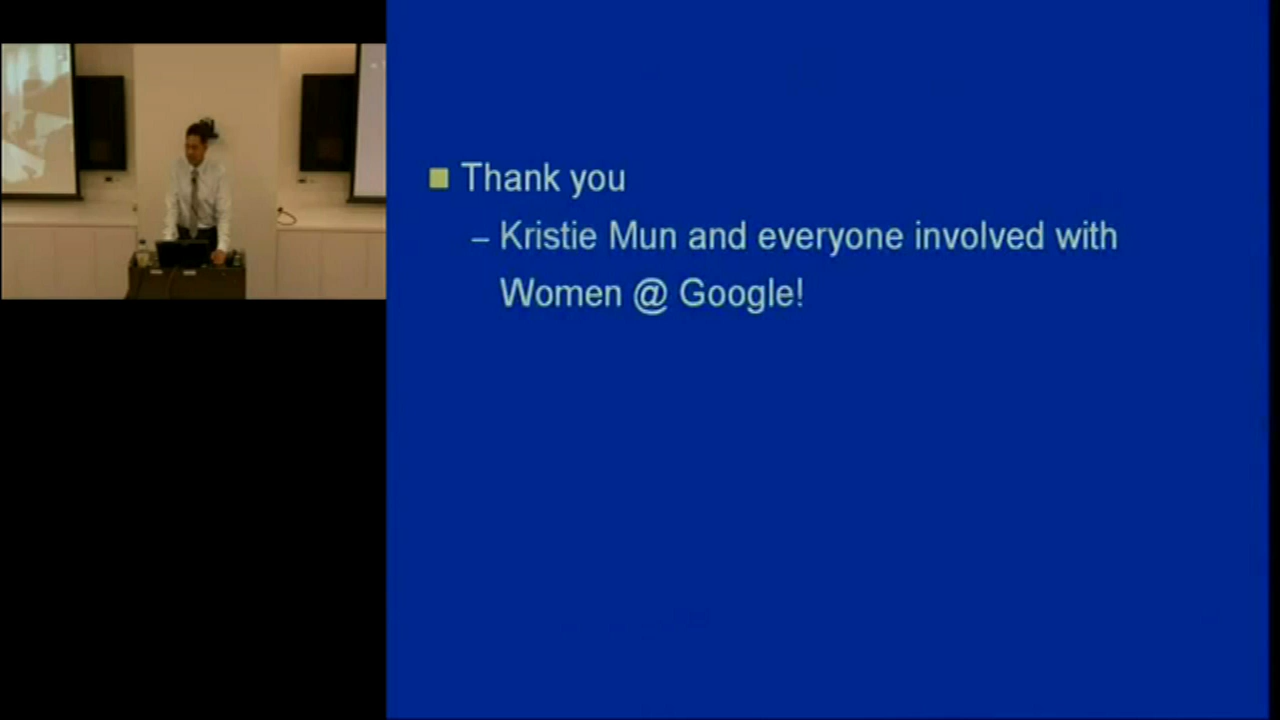 Thank you
– Kristie Mun and everyone involved with
Women @ Google!